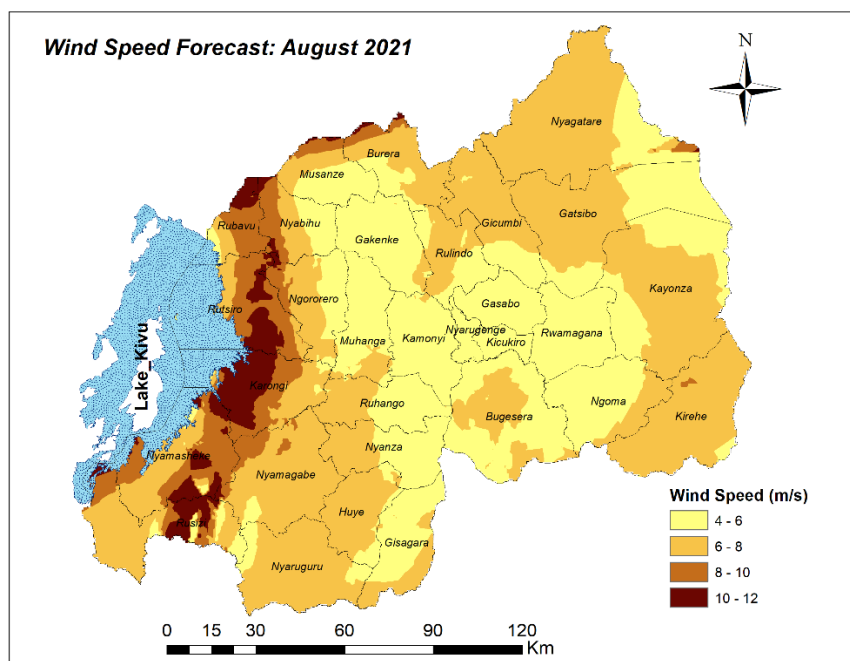 Wind Speed Forecast: August 2021
N
Nyagatare
Burera
Musanze
Rubavu
Nyabihu
Gicumbi
Gatsibo
Gakenke
Rulindo
Kayonza
Rutsiro
Ngororero
Gasabo
Muhanga
Kamonyi
Nyarugenge
Rwamagana
Kicukiro
Lake_Kivu
Karongi
Ruhango
Bugesera
Ngoma
Kirehe
Nyamasheke
Nyanza
Nyamagabe
Huye
Rusizi
Gisagara
Nyaruguru
Wind Speed (m/s)
4 - 6
6 - 8
8 - 10
10 - 12
0 15 30 60 90 120
Km